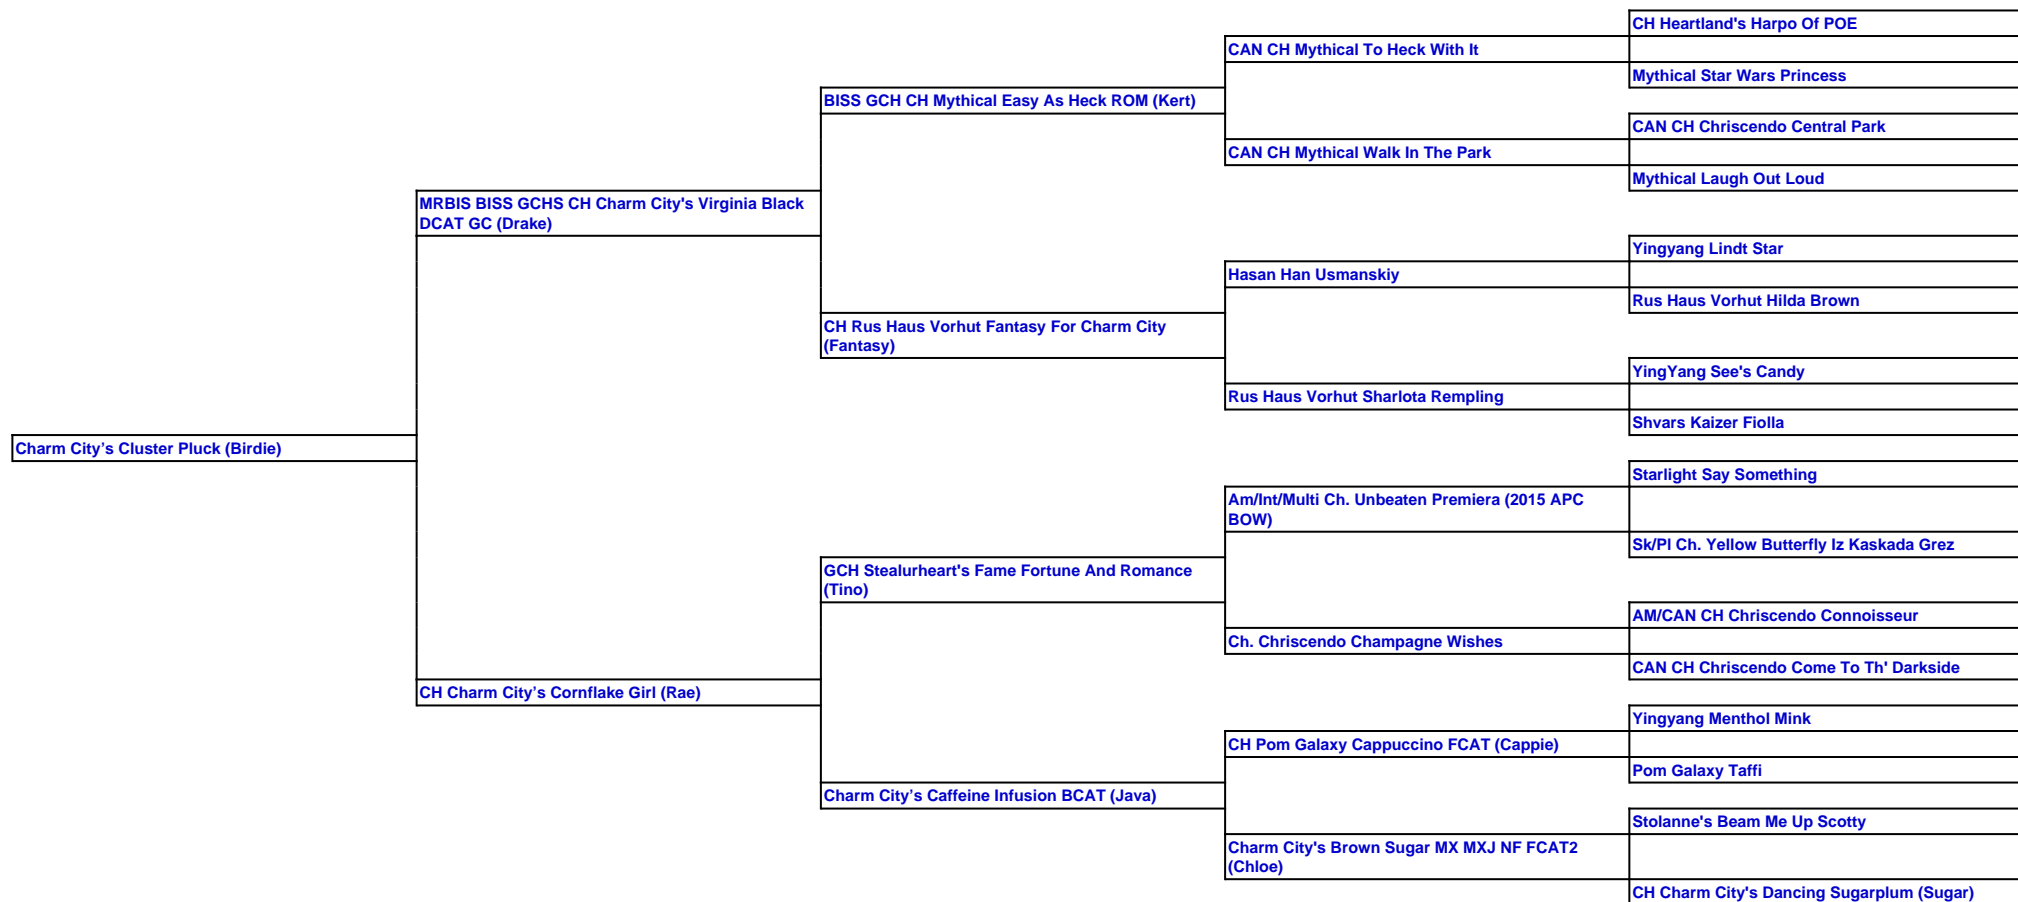 CH Heartland's Harpo Of POE
CAN CH Mythical To Heck With It
Mythical Star Wars Princess
BISS GCH CH Mythical Easy As Heck ROM (Kert)
CAN CH Chriscendo Central Park
CAN CH Mythical Walk In The Park
Mythical Laugh Out Loud
MRBIS BISS GCHS CH Charm City's Virginia Black
DCAT GC (Drake)
Yingyang Lindt Star
Hasan Han Usmanskiy
Rus Haus Vorhut Hilda Brown
CH Rus Haus Vorhut Fantasy For Charm City
(Fantasy)
YingYang See's Candy
Rus Haus Vorhut Sharlota Rempling
Shvars Kaizer Fiolla
Charm City’s Cluster Pluck (Birdie)
Starlight Say Something
Am/Int/Multi Ch. Unbeaten Premiera (2015 APC
BOW)
Sk/Pl Ch. Yellow Butterfly Iz Kaskada Grez
GCH Stealurheart's Fame Fortune And Romance
(Tino)
AM/CAN CH Chriscendo Connoisseur
Ch. Chriscendo Champagne Wishes
CAN CH Chriscendo Come To Th' Darkside
CH Charm City’s Cornflake Girl (Rae)
Yingyang Menthol Mink
CH Pom Galaxy Cappuccino FCAT (Cappie)
Pom Galaxy Taffi
Charm City’s Caffeine Infusion BCAT (Java)
Stolanne's Beam Me Up Scotty
Charm City's Brown Sugar MX MXJ NF FCAT2
(Chloe)
CH Charm City's Dancing Sugarplum (Sugar)